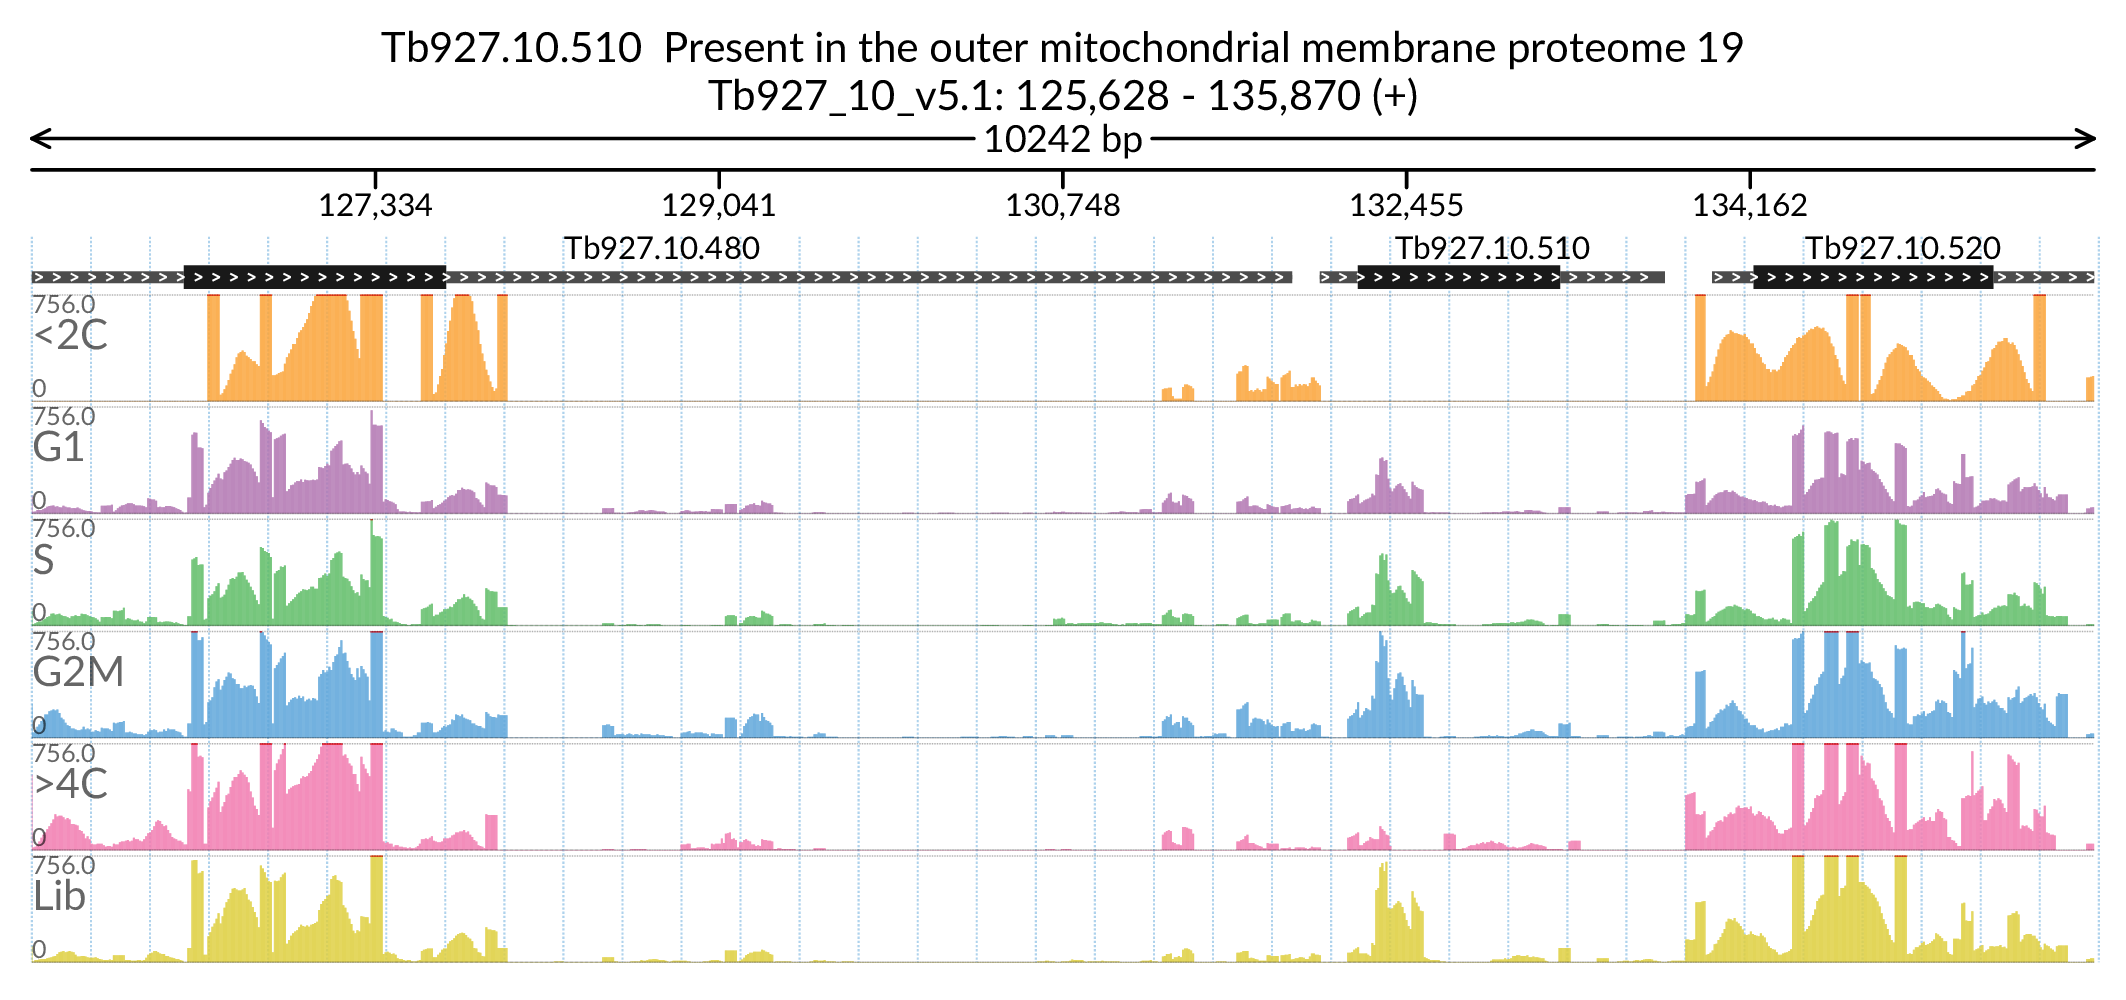 Tb927.10.510  Present in the outer mitochondrial membrane proteome 19
Tb927_10_v5.1: 125,628 - 135,870 (+)
10242 bp
127,334 129,041 130,748 132,455 134,162
Tb927.10.480 Tb927.10.510 Tb927.10.520
756.0
<2C
0
756.0
G1
0
756.0
S
0
756.0
G2M
0
756.0
>4C
0
756.0
Lib
0